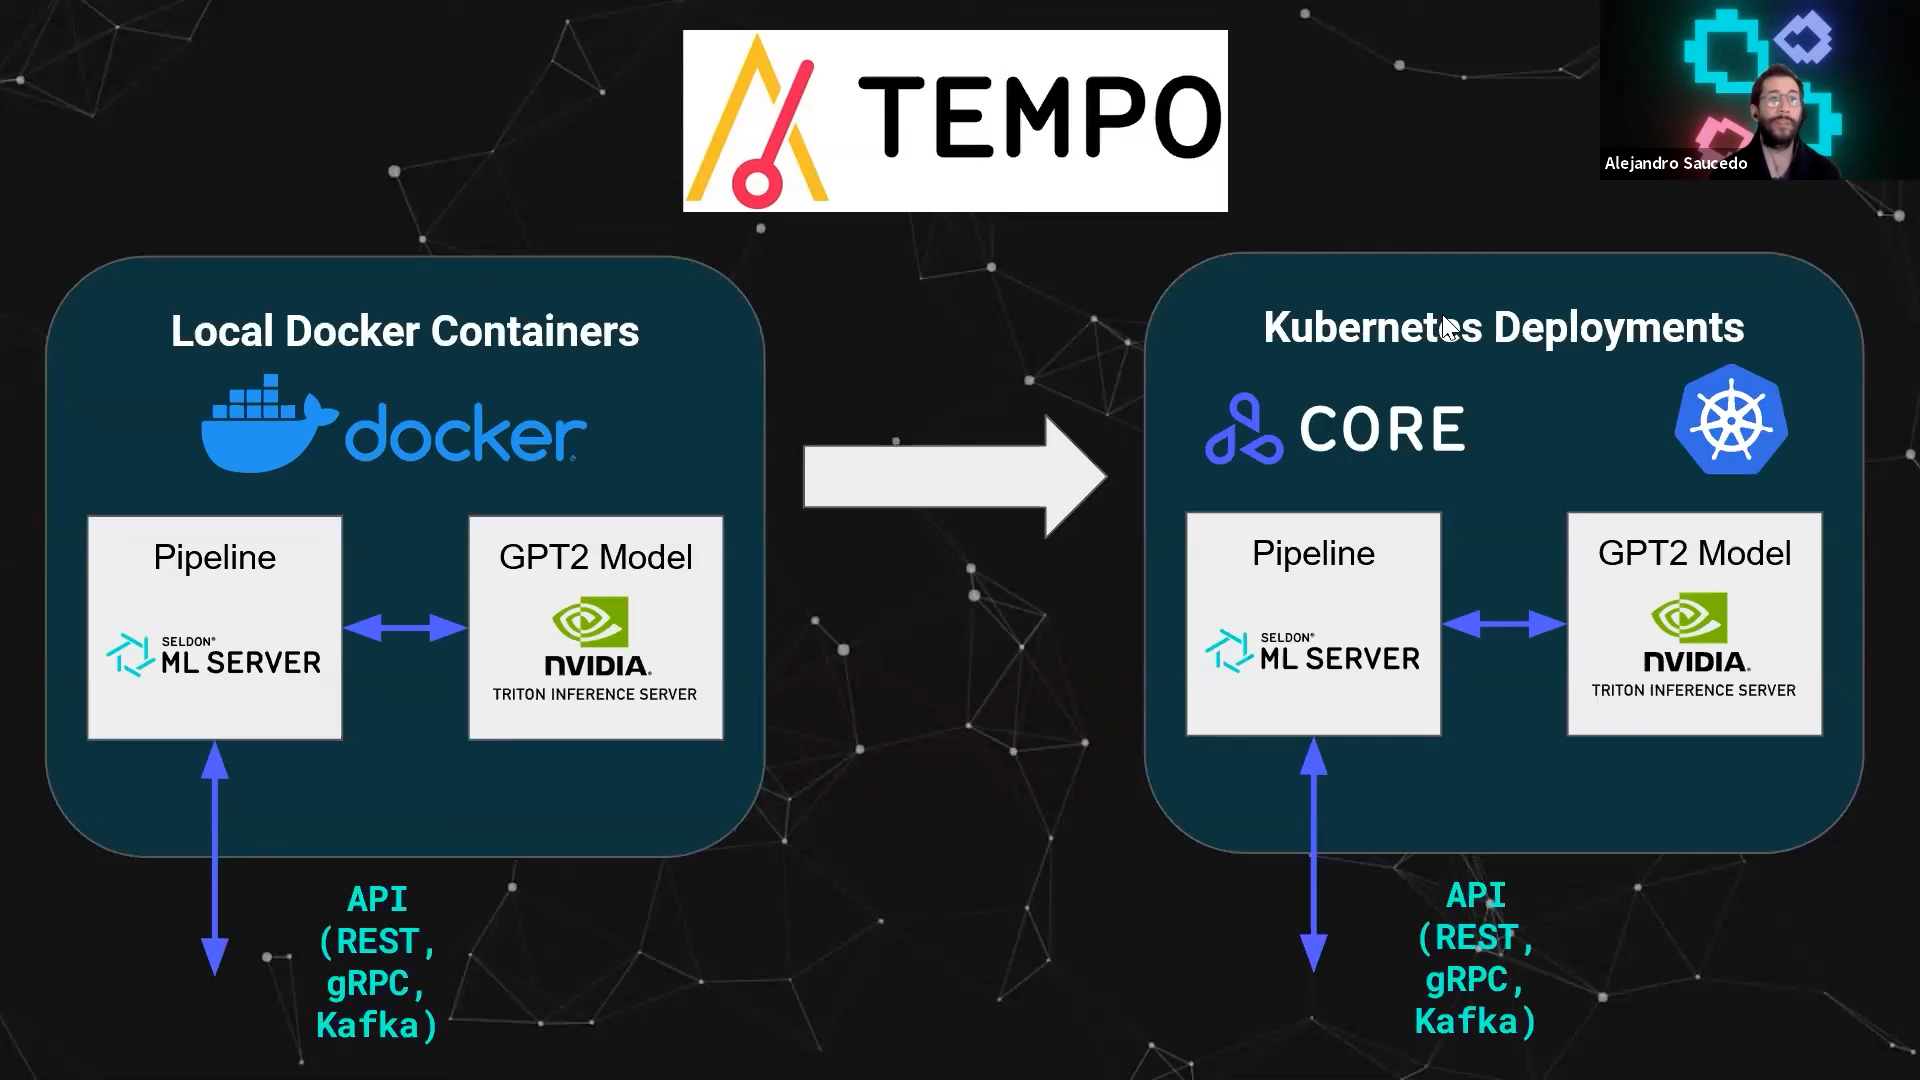 TEMPO
Alejandro Saucedo
Local Docker Containers
docker
Pipeline
SELDON®
ML SERVER
GPT2 Model
NVIDIA.
TRITON INFERENCE SERVER
API
(REST,
gRPC,
Kafka)
Kubernetes Deployments
CORE
Pipeline
SELDON®
ML SERVER
GPT2 Model
NVIDIA.
TRITON INFERENCE SERVER
API
(REST,
gRPC,
Kafka)